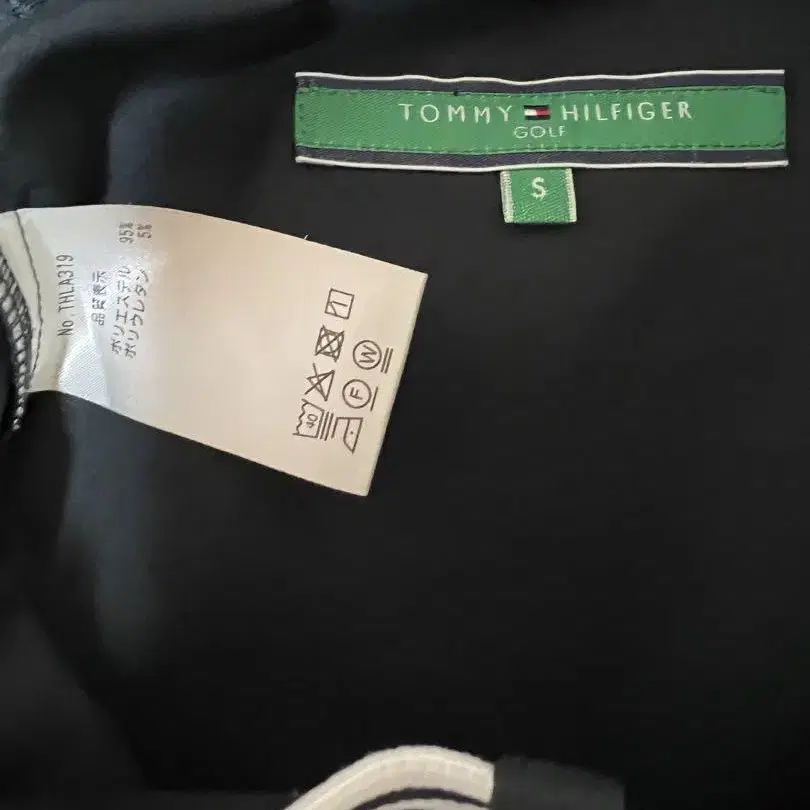 TOMMY HILFIGER
GOLF
S
No.THLA319
品質表示
ポリエステル 95%
ポリウレタン 5%
40
F
W